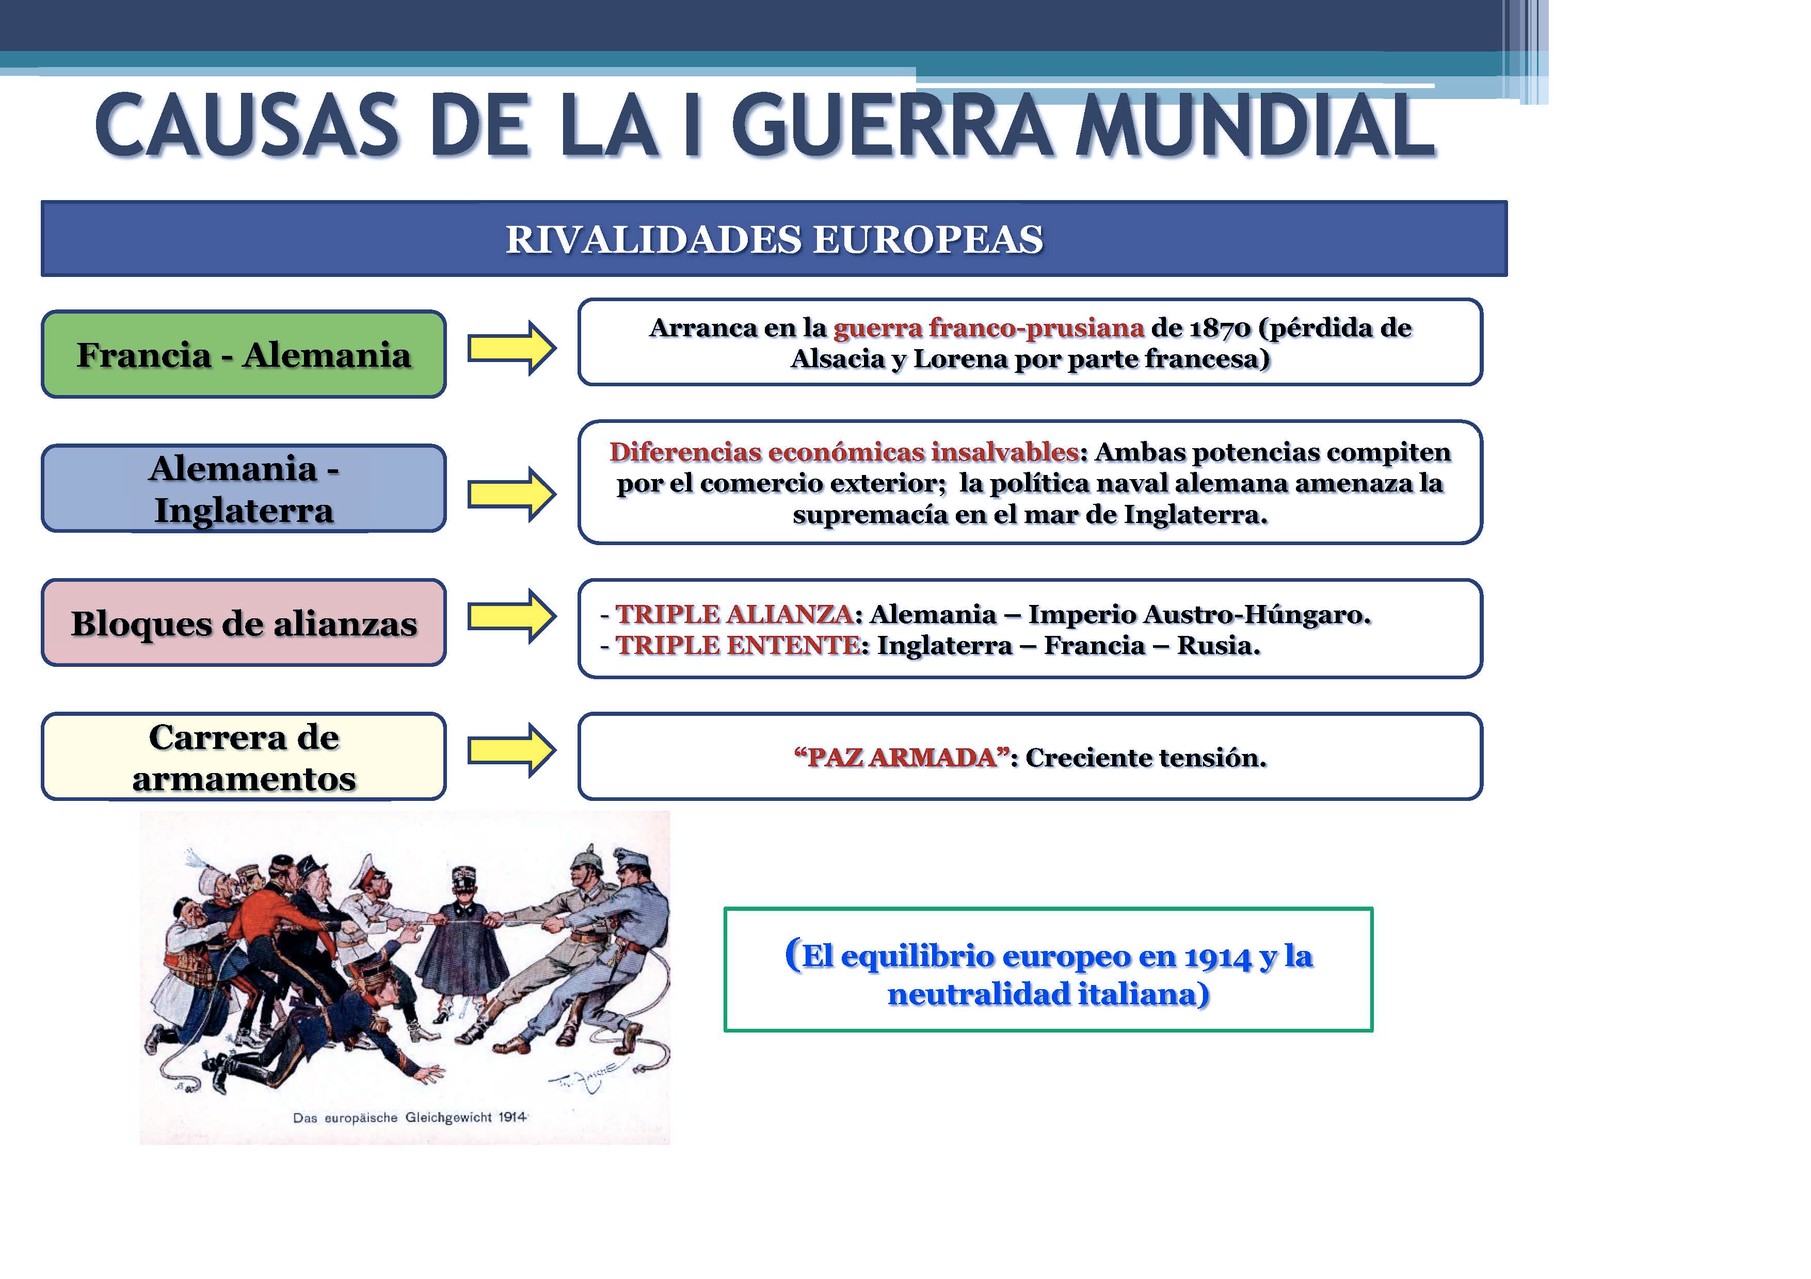 CAUSAS DE LA I GUERRA MUNDIAL
RIVALIDADES EUROPEAS
Francia - Alemania
Arranca en la guerra franco-prusiana de 1870 (pérdida de
Alsacia y Lorena por parte francesa)
Alemania -
Inglaterra
Diferencias económicas insalvables: Ambas potencias compiten
por el comercio exterior;  la política naval alemana amenaza la
supremacía en el mar de Inglaterra.
Bloques de alianzas
- TRIPLE ALIANZA: Alemania – Imperio Austro-Húngaro.
- TRIPLE ENTENTE: Inglaterra – Francia – Rusia.
Carrera de
armamentos
“PAZ ARMADA”: Creciente tensión.
(El equilibrio europeo en 1914 y la
neutralidad italiana)
Das europäische Gleichgewicht 1914